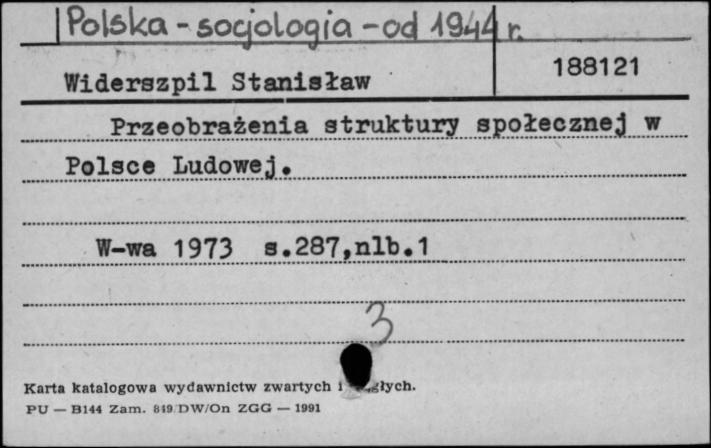 Polska - socjologia - od 1944 r.
Widerszpil Stanisław 188121
Przeobrażenia struktury społecznej w
Polsce Ludowej.
W-wa 1973 s.287,nlb.1
3
Karta katalogowa wydawnictw zwartych i
PU — B144 Zam. 849/DW/On ZGG — 1991